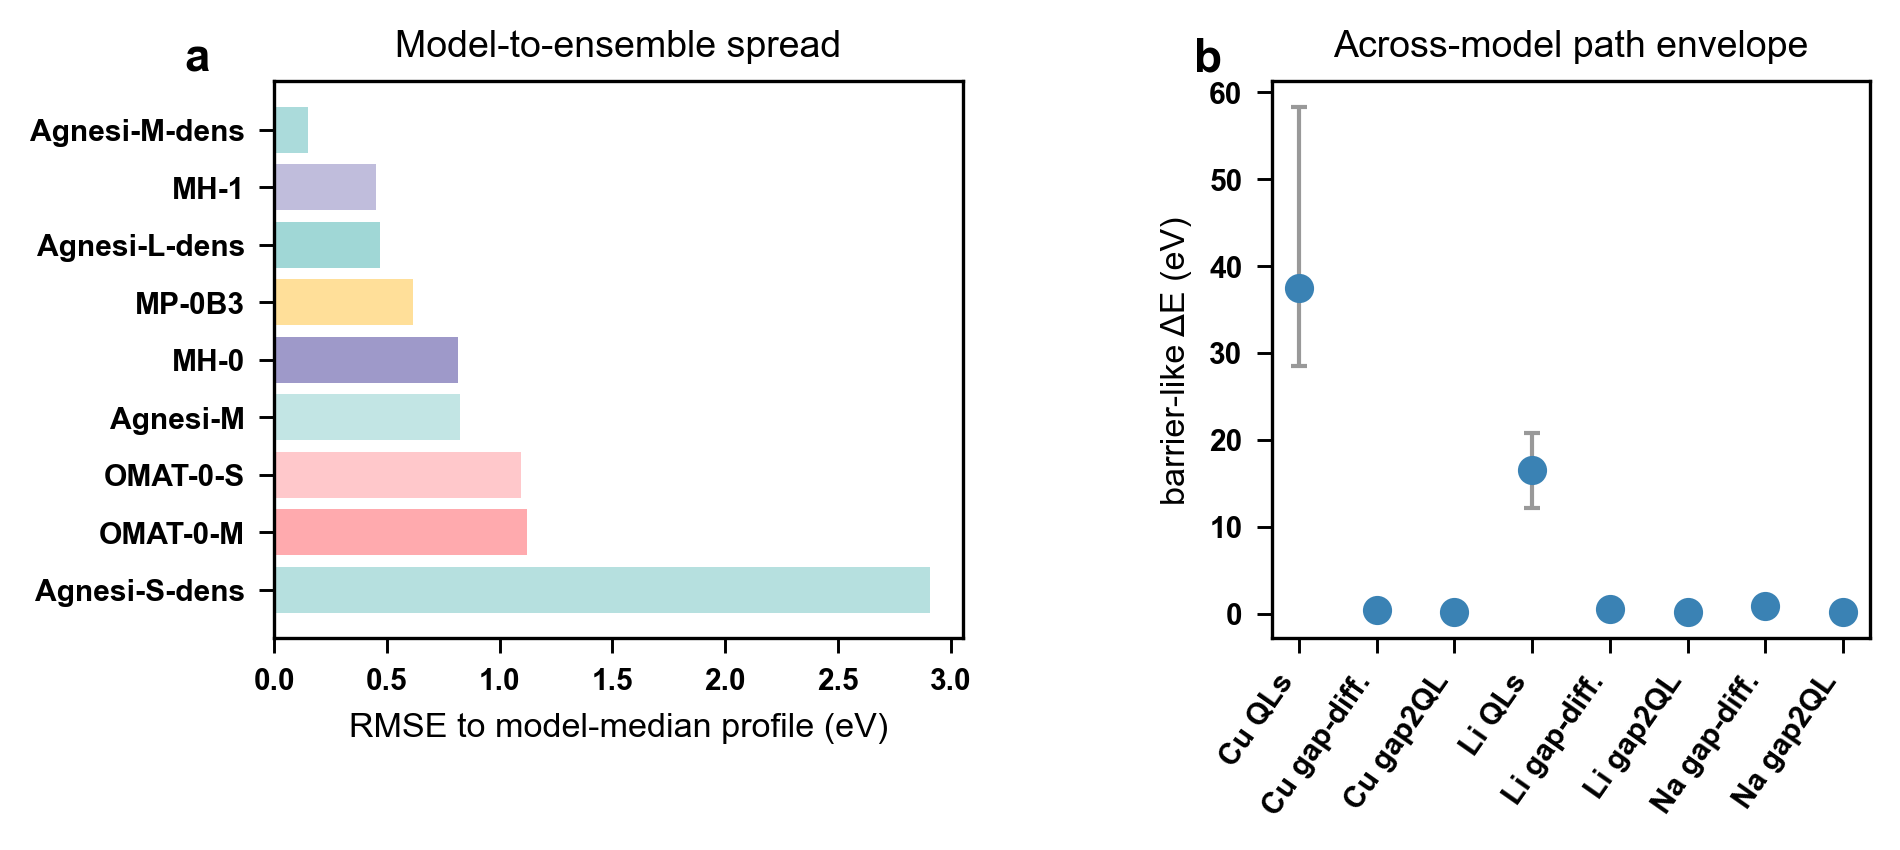 a
Model-to-ensemble spread
Agnesi-M-dens
MH-1
Agnesi-L-dens
MP-0B3
MH-0
Agnesi-M
OMAT-0-S
OMAT-0-M
Agnesi-S-dens
0.0 0.5 1.0 1.5 2.0 2.5 3.0
RMSE to model-median profile (eV)
b
Across-model path envelope
60
50
40
30
20
10
0
barrier-like ΔE (eV)
Cu QLs
Cu gap-diff.
Cu gap2QL
Li QLs
Li gap-diff.
Li gap2QL
Na gap-diff.
Na gap2QL